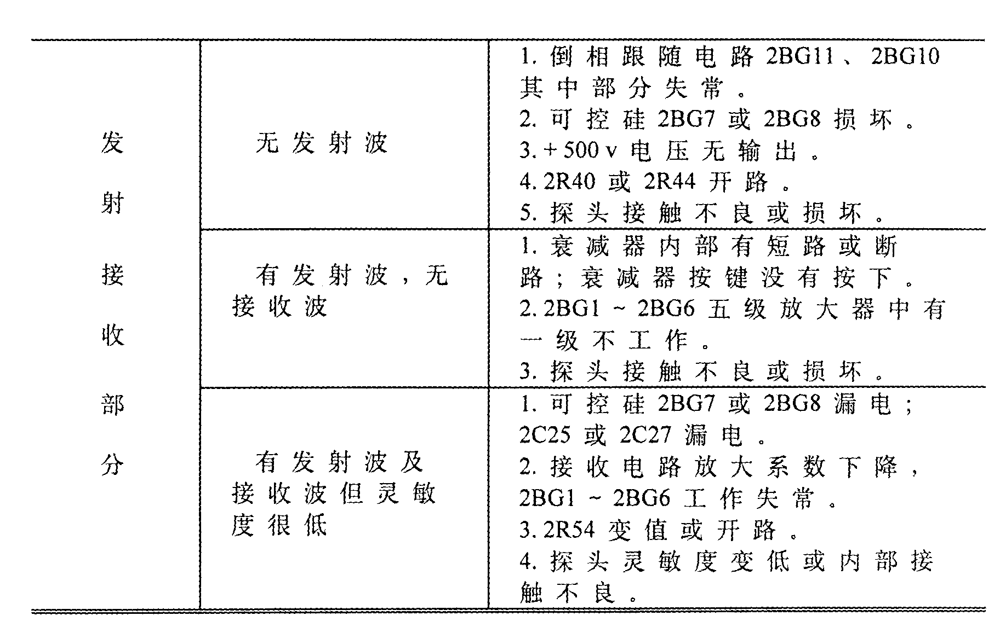 发射接收部分
无发射波
1. 倒相跟随电路 2BG11、2BG10
其中部分失常。
2. 可控硅 2BG7 或 2BG8 损坏。
3. + 500 v 电压无输出。
4. 2R40 或 2R44 开路。
5. 探头接触不良或损坏。
有发射波，无
接收波
1. 衰减器内部有短路或断
路；衰减器按键没有按下。
2. 2BG1 ~ 2BG6 五级放大器中有
一级不工作。
3. 探头接触不良或损坏。
有发射波及
接收波但灵敏
度很低
1. 可控硅 2BG7 或 2BG8 漏电；
2C25 或 2C27 漏电。
2. 接收电路放大系数下降，
2BG1 ~ 2BG6 工作失常。
3. 2R54 变值或开路。
4. 探头灵敏度变低或内部接
触不良。